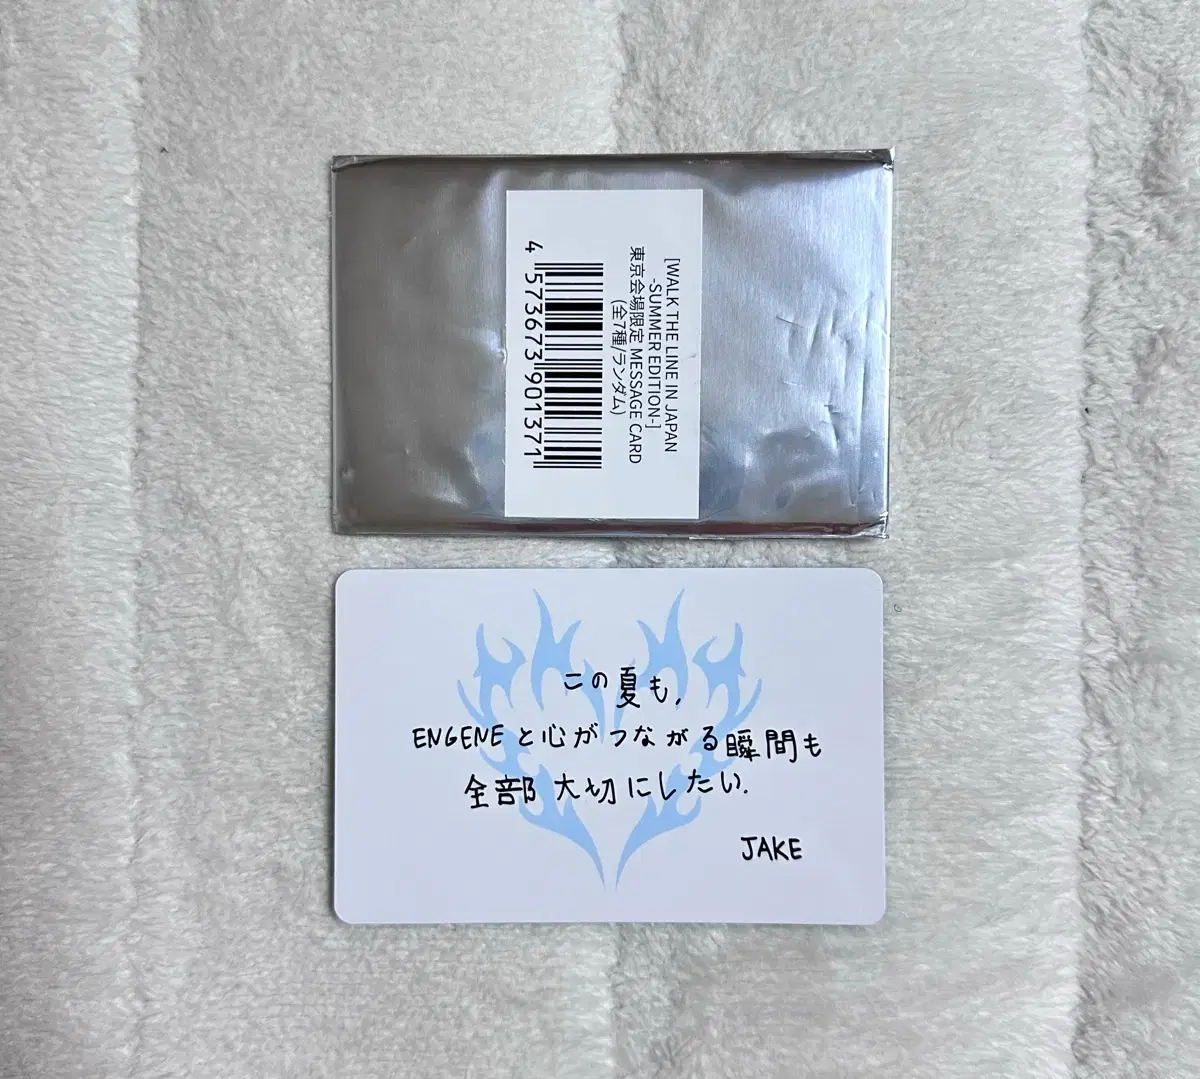 [WALK THE LINE IN JAPAN
-SUMMER EDITION-]
東京会場限定 MESSAGE CARD
(全7種/ランダム)
4 573673 901371
この夏も,
ENGENEと心がつながる瞬間も
全部大切にしたい.
JAKE